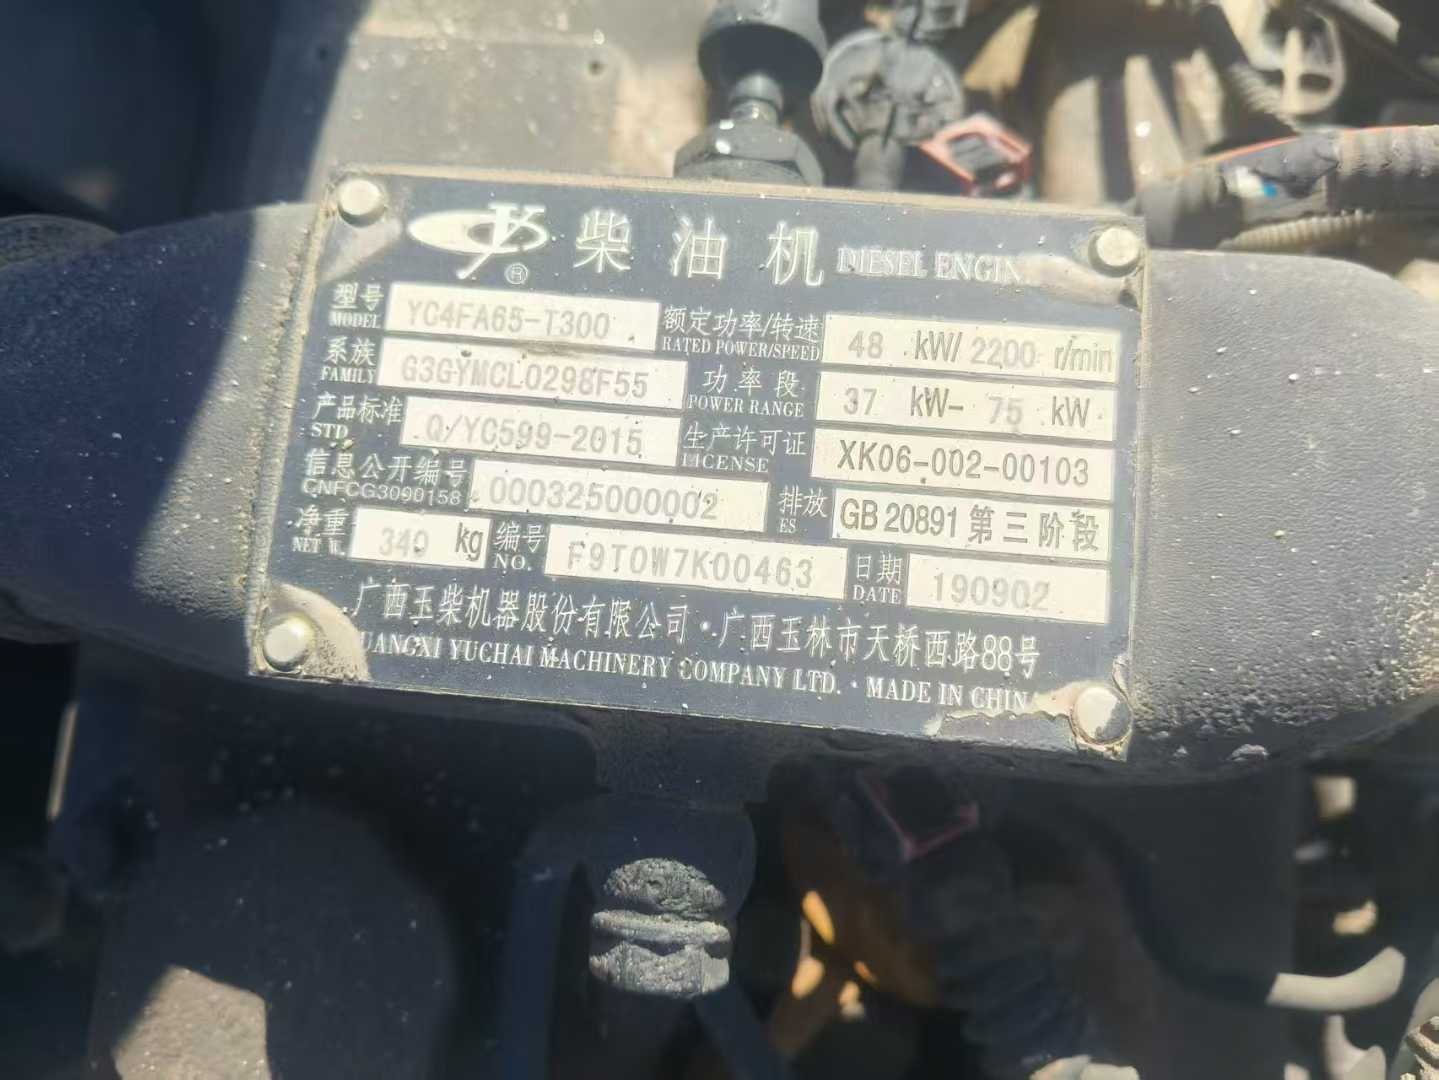 柴油机 DIESEL ENGIN
型号 MODEL YC4FA65-T300 额定功率/转速 RATED POWER/SPEED 48 kW/ 2200 r/min
系族 FAMILY G3GYMCL0298F55 功率段 POWER RANGE 37 kW- 75 kW
产品标准 STD Q/YC599-2015 生产许可证 LICENSE XK06-002-00103
信息公开编号 CNFCG3090158 000325000002 排放 ES GB 20891 第三阶段
净重 NET W. 340 kg 编号 NO. F9T0W7K00463 日期 DATE 190902
广西玉柴机器股份有限公司·广西玉林市天桥西路88号
UANGXI YUCHAI MACHINERY COMPANY LTD. · MADE IN CHIN